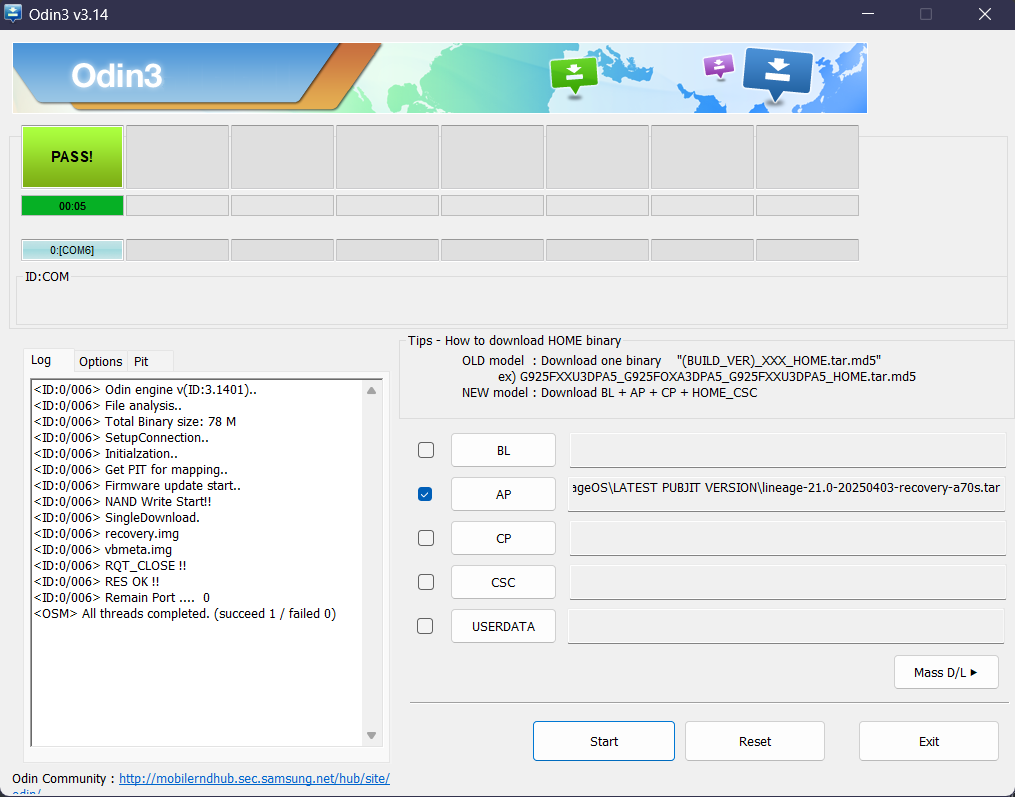 Odin3 v3.14
Odin3
PASS!
00:05
0:[COM6]
ID:COM
Log Options Pit
<ID:0/006> Odin engine v(ID:3.1401)..
<ID:0/006> File analysis..
<ID:0/006> Total Binary size: 78 M
<ID:0/006> SetupConnection..
<ID:0/006> Initialzation..
<ID:0/006> Get PIT for mapping..
<ID:0/006> Firmware update start..
<ID:0/006> NAND Write Start!!
<ID:0/006> SingleDownload.
<ID:0/006> recovery.img
<ID:0/006> vbmeta.img
<ID:0/006> RQT_CLOSE !!
<ID:0/006> RES OK !!
<ID:0/006> Remain Port ....  0
<OSM> All threads completed. (succeed 1 / failed 0)
Odin Community : http://mobilerndhub.sec.samsung.net/hub/site/
odin/
Tips - How to download HOME binary
OLD model  : Download one binary    "(BUILD_VER)_XXX_HOME.tar.md5"
ex) G925FXXU3DPA5_G925FOXA3DPA5_G925FXXU3DPA5_HOME.tar.md5
NEW model : Download BL + AP + CP + HOME_CSC
BL
AP ageOS\LATEST PUBJIT VERSION\lineage-21.0-20250403-recovery-a70s.tar
CP
CSC
USERDATA
Mass D/L ►
Start Reset Exit